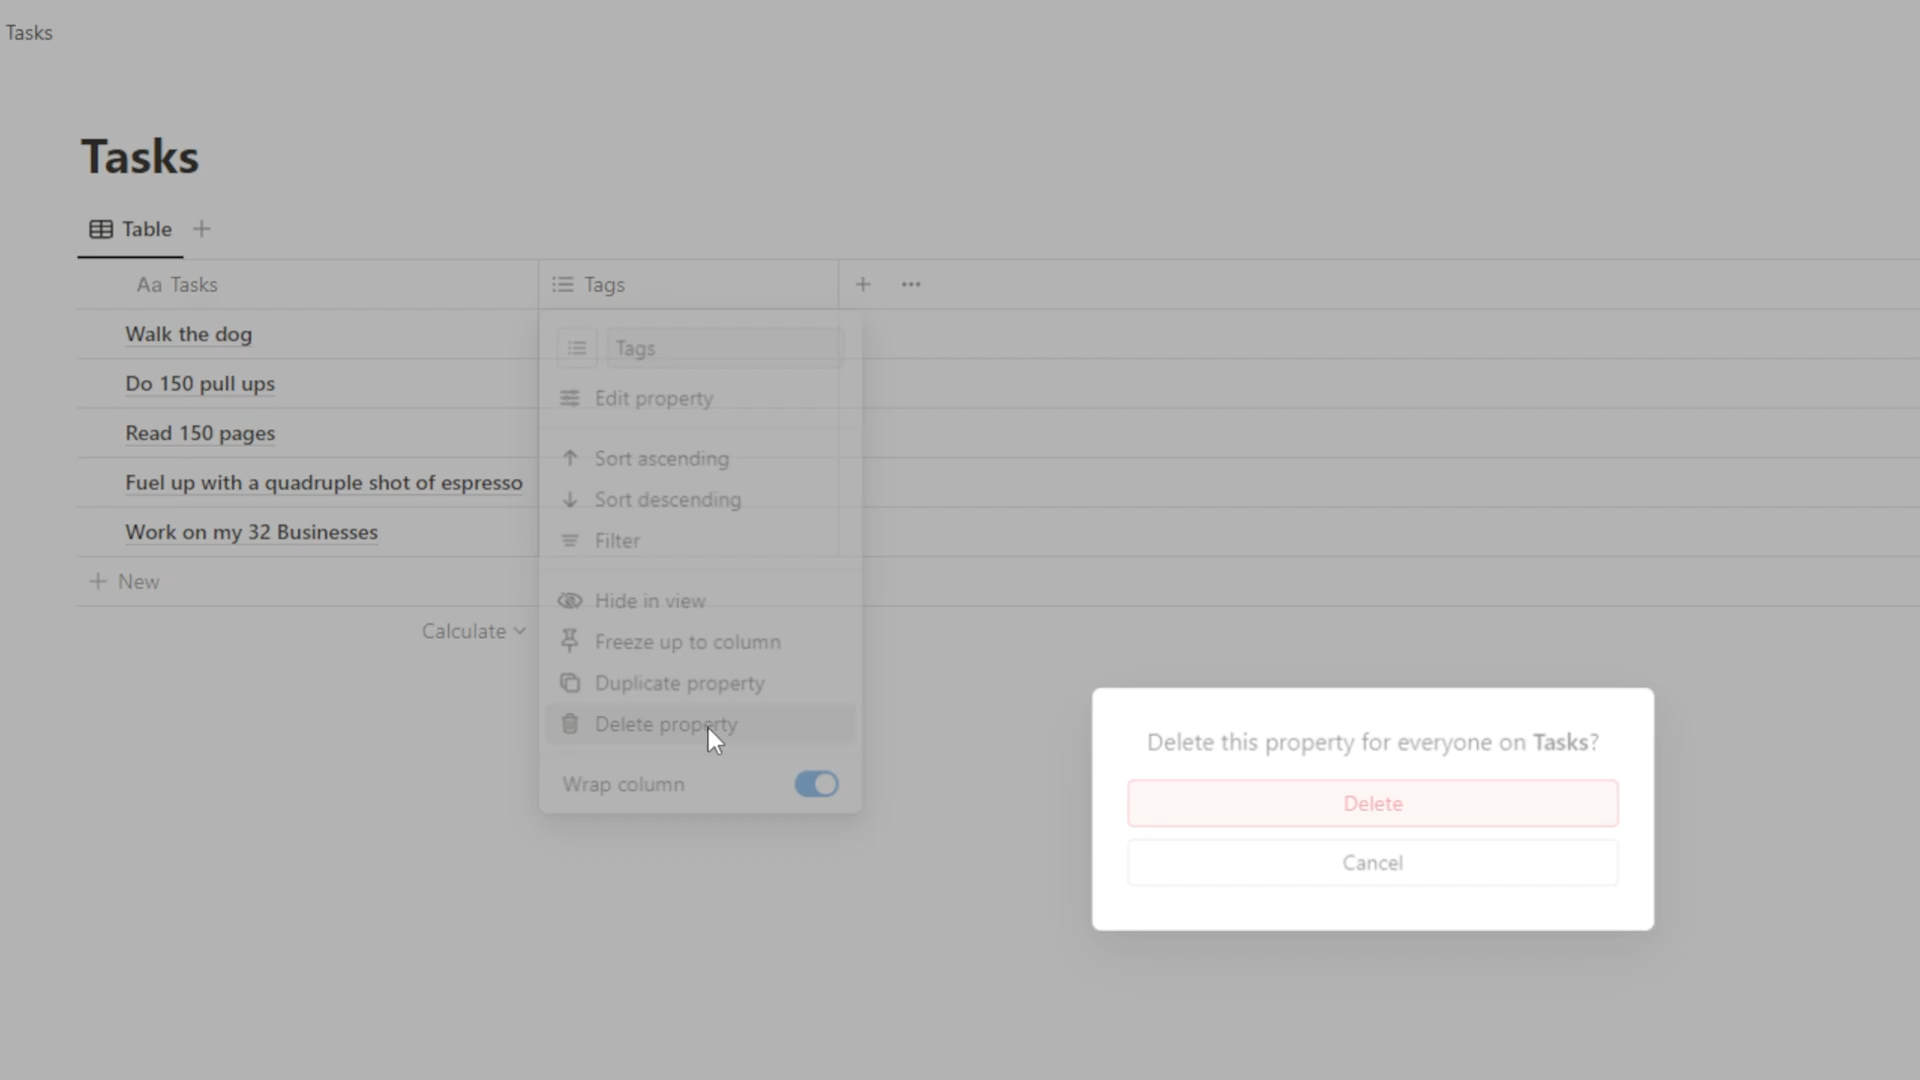 Tasks
Tasks
Table
Aa Tasks
Tags
Walk the dog
Do 150 pull ups
Read 150 pages
Fuel up with a quadruple shot of espresso
Work on my 32 Businesses
New
Calculate
Tags
Edit property
Sort ascending
Sort descending
Filter
Hide in view
Freeze up to column
Duplicate property
Delete property
Wrap column
Delete this property for everyone on Tasks?
Delete
Cancel